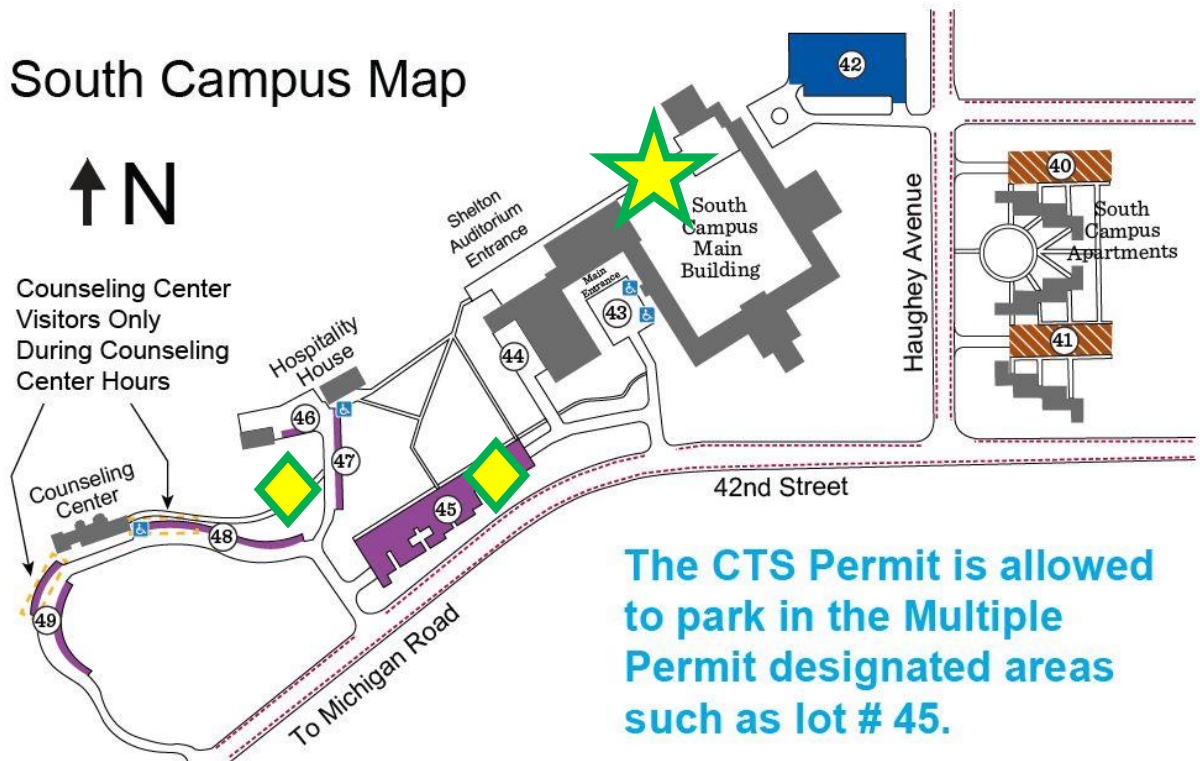 South Campus Map
N
42
40
South
Campus
Apartments
41
Haughey Avenue
Shelton
Auditorium
Entrance
South
Campus
Main
Building
Main
Entrance
43
44
Counseling Center
Visitors Only
During Counseling
Center Hours
Hospitality
House
46
47
45
Counseling
Center
48
49
42nd Street
To Michigan Road
The CTS Permit is allowed
to park in the Multiple
Permit designated areas
such as lot # 45.